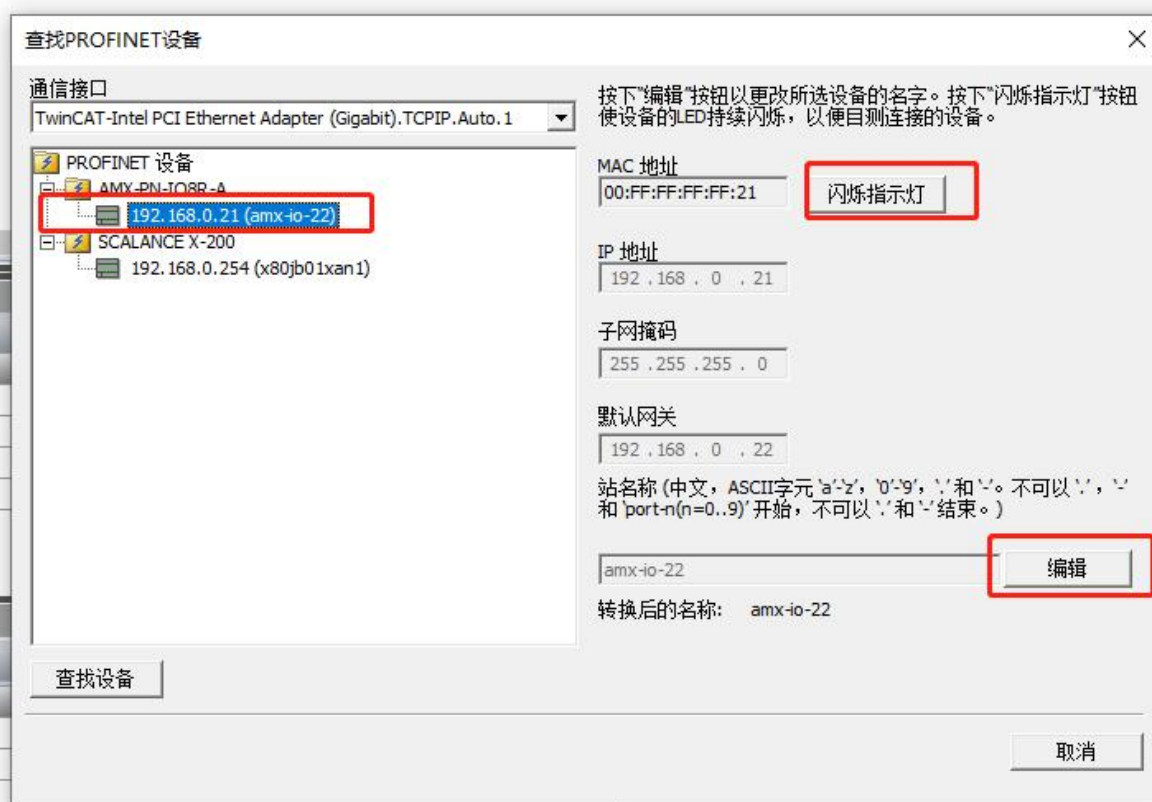 查找PROFINET设备
通信接口
TwinCAT-Intel PCI Ethernet Adapter (Gigabit).TCPIP.Auto.1
PROFINET 设备
AMX-PN-IO8R-A
192.168.0.21 (amx-io-22)
SCALANCE X-200
192.168.0.254 (x80jb01xan1)
查找设备
按下"编辑"按钮以更改所选设备的名字。按下"闪烁指示灯"按钮
使设备的LED持续闪烁，以便目测连接的设备。
MAC 地址
00:FF:FF:FF:FF:21
闪烁指示灯
IP 地址
192 . 168 . 0 . 21
子网掩码
255 . 255 . 255 . 0
默认网关
192 . 168 . 0 . 22
站名称 (中文，ASCII字元 'a'-'z'，'0'-'9'，'.' 和 '-'。不可以 '.'，'-'
和 'port-n(n=0..9)' 开始，不可以 '.' 和 '-' 结束。)
amx-io-22
编辑
转换后的名称: amx-io-22
取消